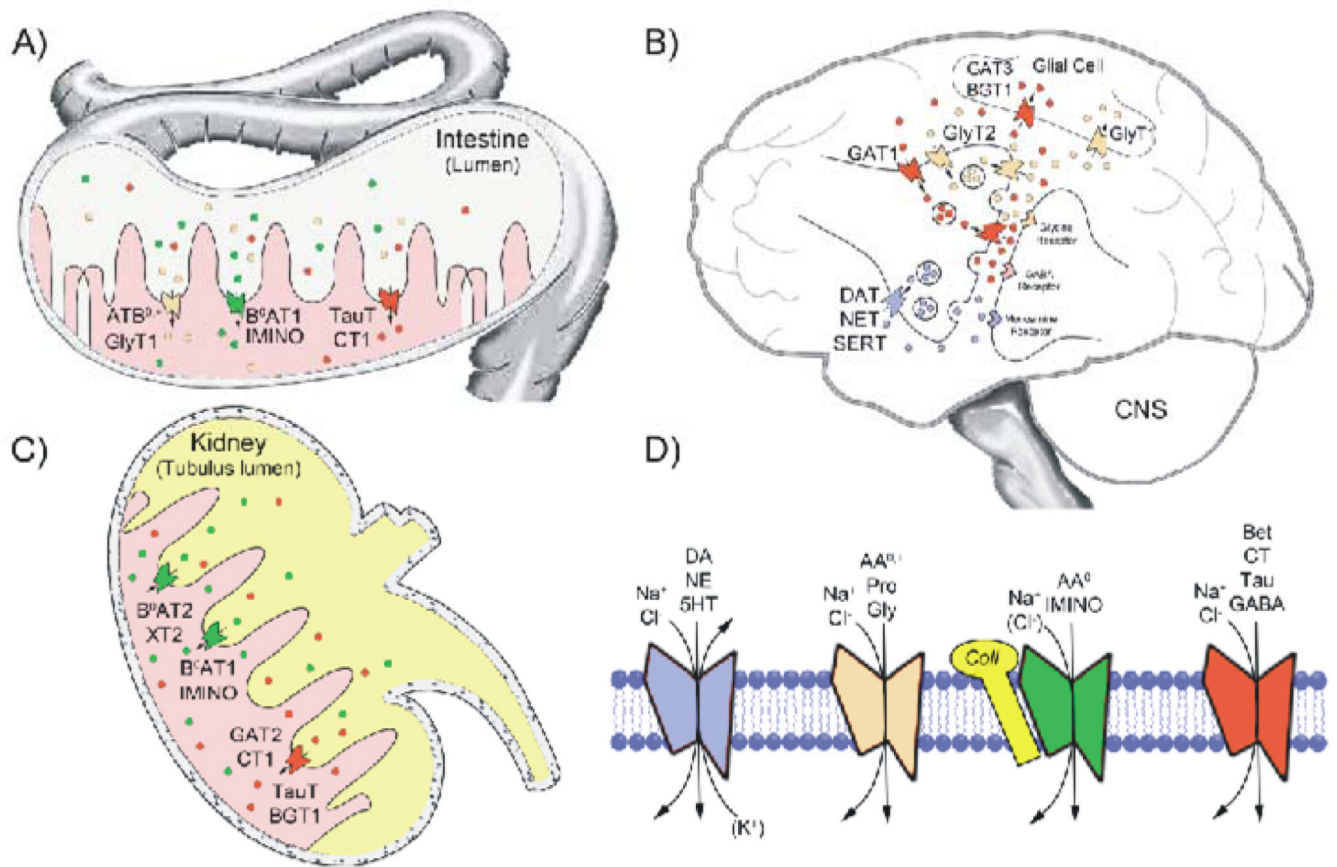 A)
Intestine
(Lumen)
ATB⁰,⁺
GlyT1
B⁰AT1
IMINO
TauT
CT1
B)
GAT3
BGT1
Glial Cell
GlyT2
GlyT
GAT1
Glycine
Receptor
GABA
Receptor
DAT
NET
SERT
Monoamine
Receptor
CNS
C)
Kidney
(Tubulus lumen)
B⁰AT2
XT2
B⁰AT1
IMINO
GAT2
CT1
TauT
BGT1
D)
Na⁺
Cl⁻
DA
NE
5HT
(K⁺)
Na⁺
Cl⁻
AA⁰,⁺
Pro
Gly
Coll
Na⁺
(Cl⁻)
AA⁰
IMINO
Na⁺
Cl⁻
Bet
CT
Tau
GABA